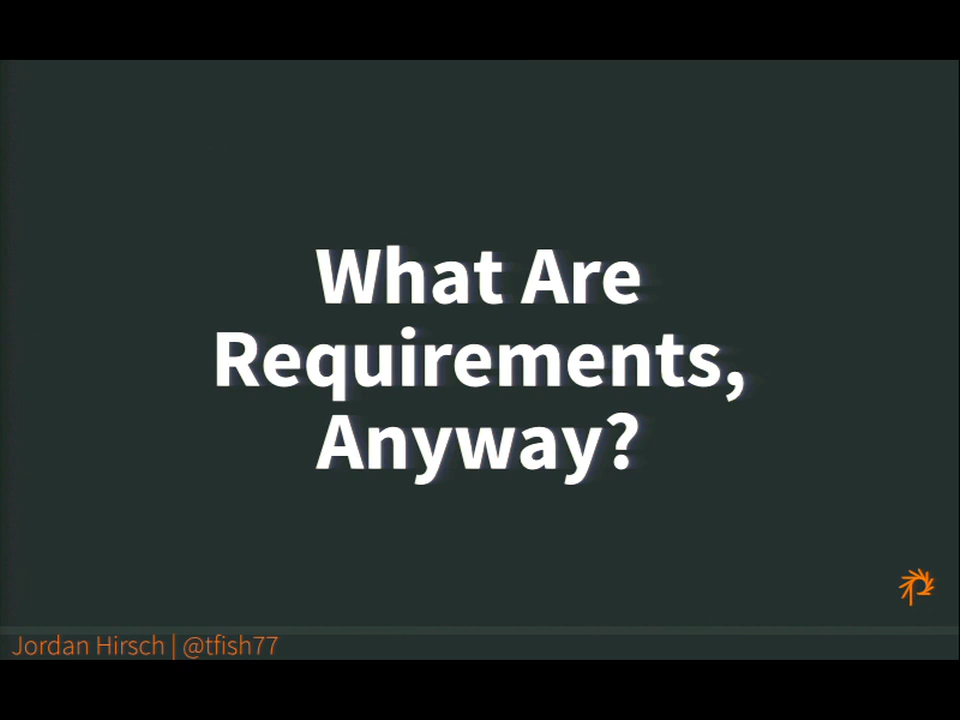 What Are
Requirements,
Anyway?
Jordan Hirsch | @tfish77